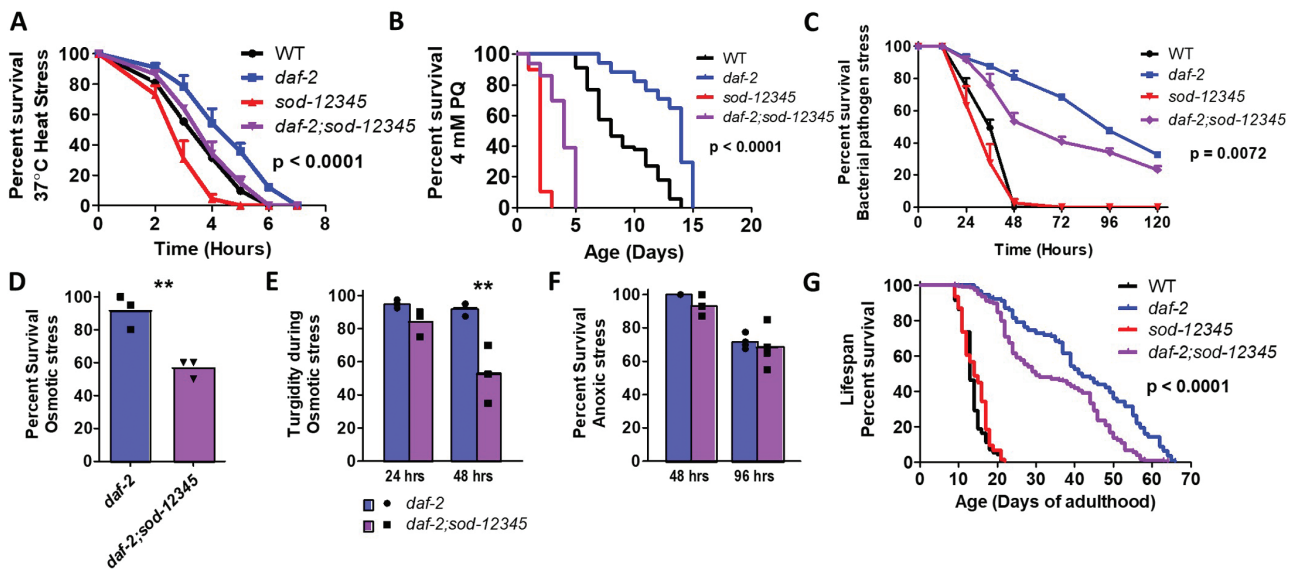 A
Percent survival
37°C Heat Stress
100
80
60
40
20
0
0 2 4 6 8
Time (Hours)
WT
daf-2
sod-12345
daf-2;sod-12345
p < 0.0001
B
Percent survival
4 mM PQ
100
80
60
40
20
0
0 5 10 15 20
Age (Days)
WT
daf-2
sod-12345
daf-2;sod-12345
p < 0.0001
C
Percent survival
Bacterial pathogen stress
100
80
60
40
20
0
0 24 48 72 96 120
Time (Hours)
WT
daf-2
sod-12345
daf-2;sod-12345
p = 0.0072
D
Percent Survival
Osmotic stress
100
80
60
40
20
0
**
daf-2
daf-2;sod-12345
E
Turgidity during
Osmotic stress
100
80
60
40
20
0
**
24 hrs 48 hrs
daf-2
daf-2;sod-12345
F
Percent Survival
Anoxic stress
100
80
60
40
20
0
48 hrs 96 hrs
G
Lifespan
Percent survival
100
80
60
40
20
0
0 10 20 30 40 50 60 70
Age (Days of adulthood)
WT
daf-2
sod-12345
daf-2;sod-12345
p < 0.0001